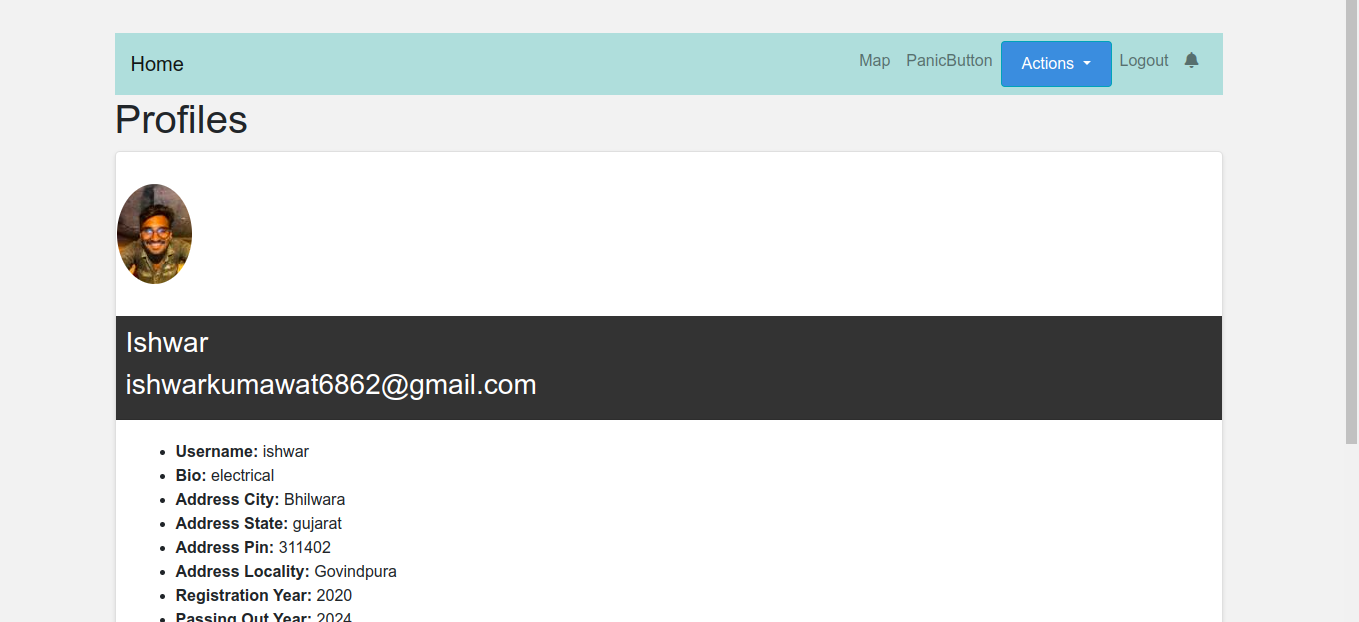 Home Map PanicButton Actions Logout
Profiles
Ishwar
ishwarkumawat6862@gmail.com
Username: ishwar
Bio: electrical
Address City: Bhilwara
Address State: gujarat
Address Pin: 311402
Address Locality: Govindpura
Registration Year: 2020
Passing Out Year: 2024